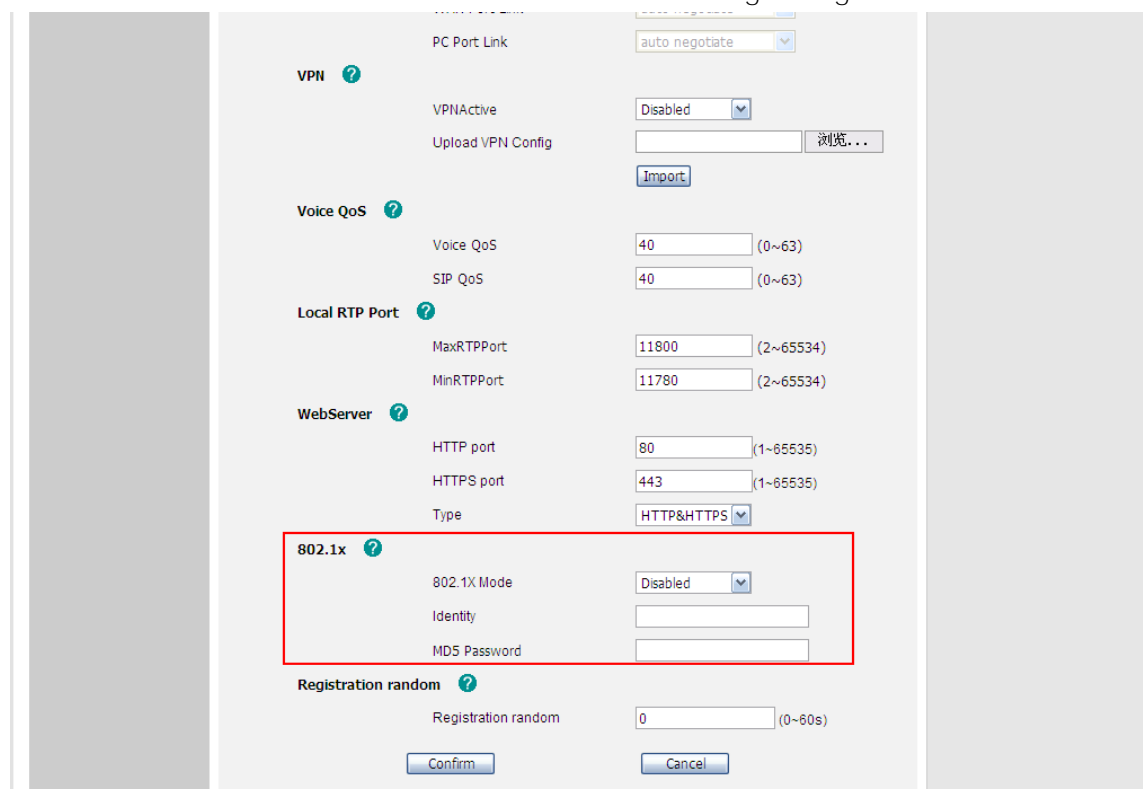 PC Port Link auto negotiate
VPN ?
VPNActive Disabled
Upload VPN Config 浏览...
Import
Voice QoS ?
Voice QoS 40 (0~63)
SIP QoS 40 (0~63)
Local RTP Port ?
MaxRTPPort 11800 (2~65534)
MinRTPPort 11780 (2~65534)
WebServer ?
HTTP port 80 (1~65535)
HTTPS port 443 (1~65535)
Type HTTP&HTTPS
802.1x ?
802.1X Mode Disabled
Identity
MD5 Password
Registration random ?
Registration random 0 (0~60s)
Confirm Cancel